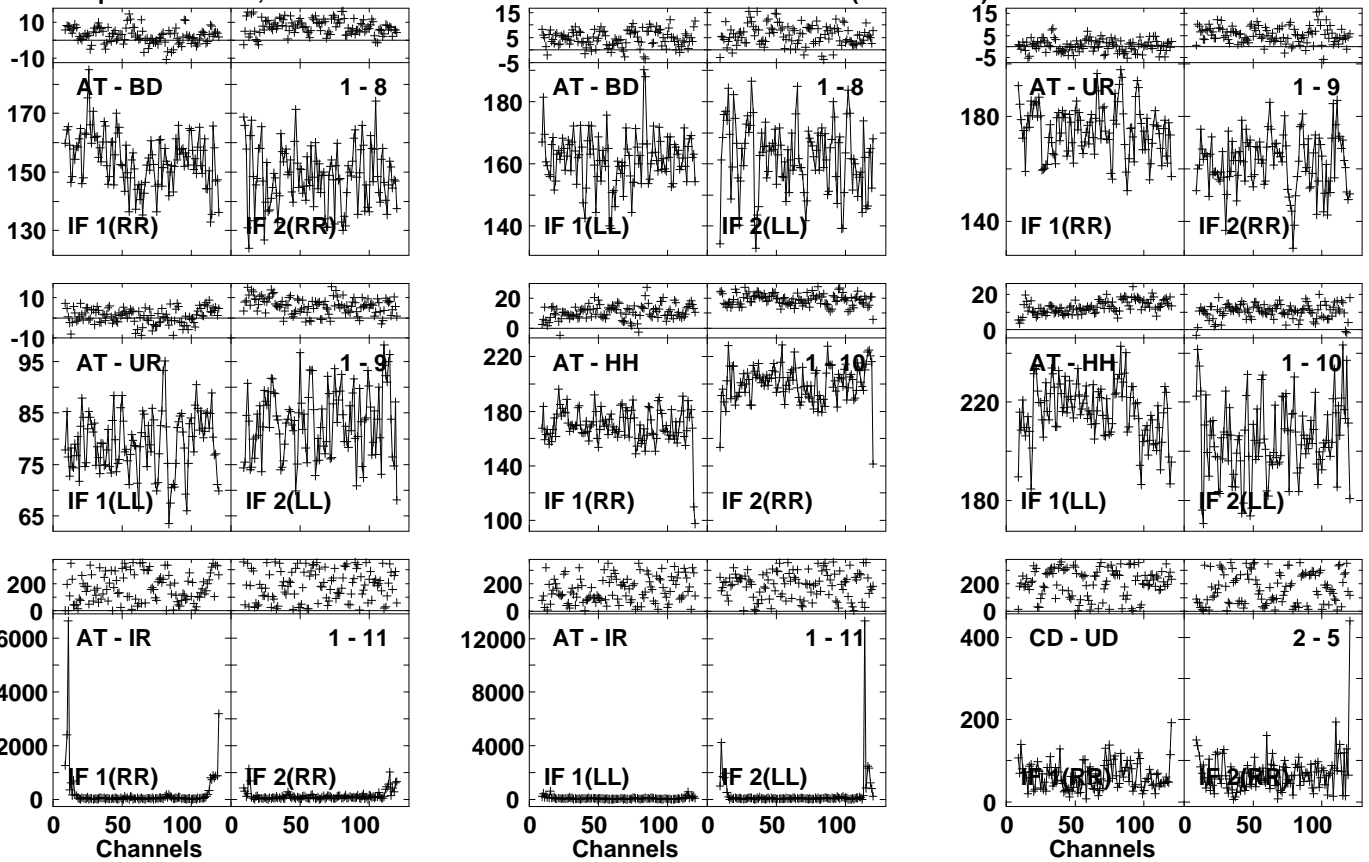 10
-10
AT - BD
1 - 8
170
150
130
IF 1(RR)
IF 2(RR)
15
5
-5
AT - BD
1 - 8
180
160
140
IF 1(LL)
IF 2(LL)
15
5
-5
AT - UR
1 - 9
180
140
IF 1(RR)
IF 2(RR)
10
-10
AT - UR
1 - 9
95
85
75
65
IF 1(LL)
IF 2(LL)
20
0
AT - HH
1 - 10
220
180
140
100
IF 1(RR)
IF 2(RR)
20
0
AT - HH
1 - 10
220
180
IF 1(LL)
IF 2(LL)
200
0
AT - IR
1 - 11
6000
4000
2000
0
IF 1(RR)
IF 2(RR)
0 50 100 0 50 100
Channels
200
0
AT - IR
1 - 11
12000
8000
4000
0
IF 1(LL)
IF 2(LL)
0 50 100 0 50 100
Channels
200
0
CD - UD
2 - 5
400
200
0
IF 1(RR)
IF 2(RR)
0 50 100 0 50 100
Channels